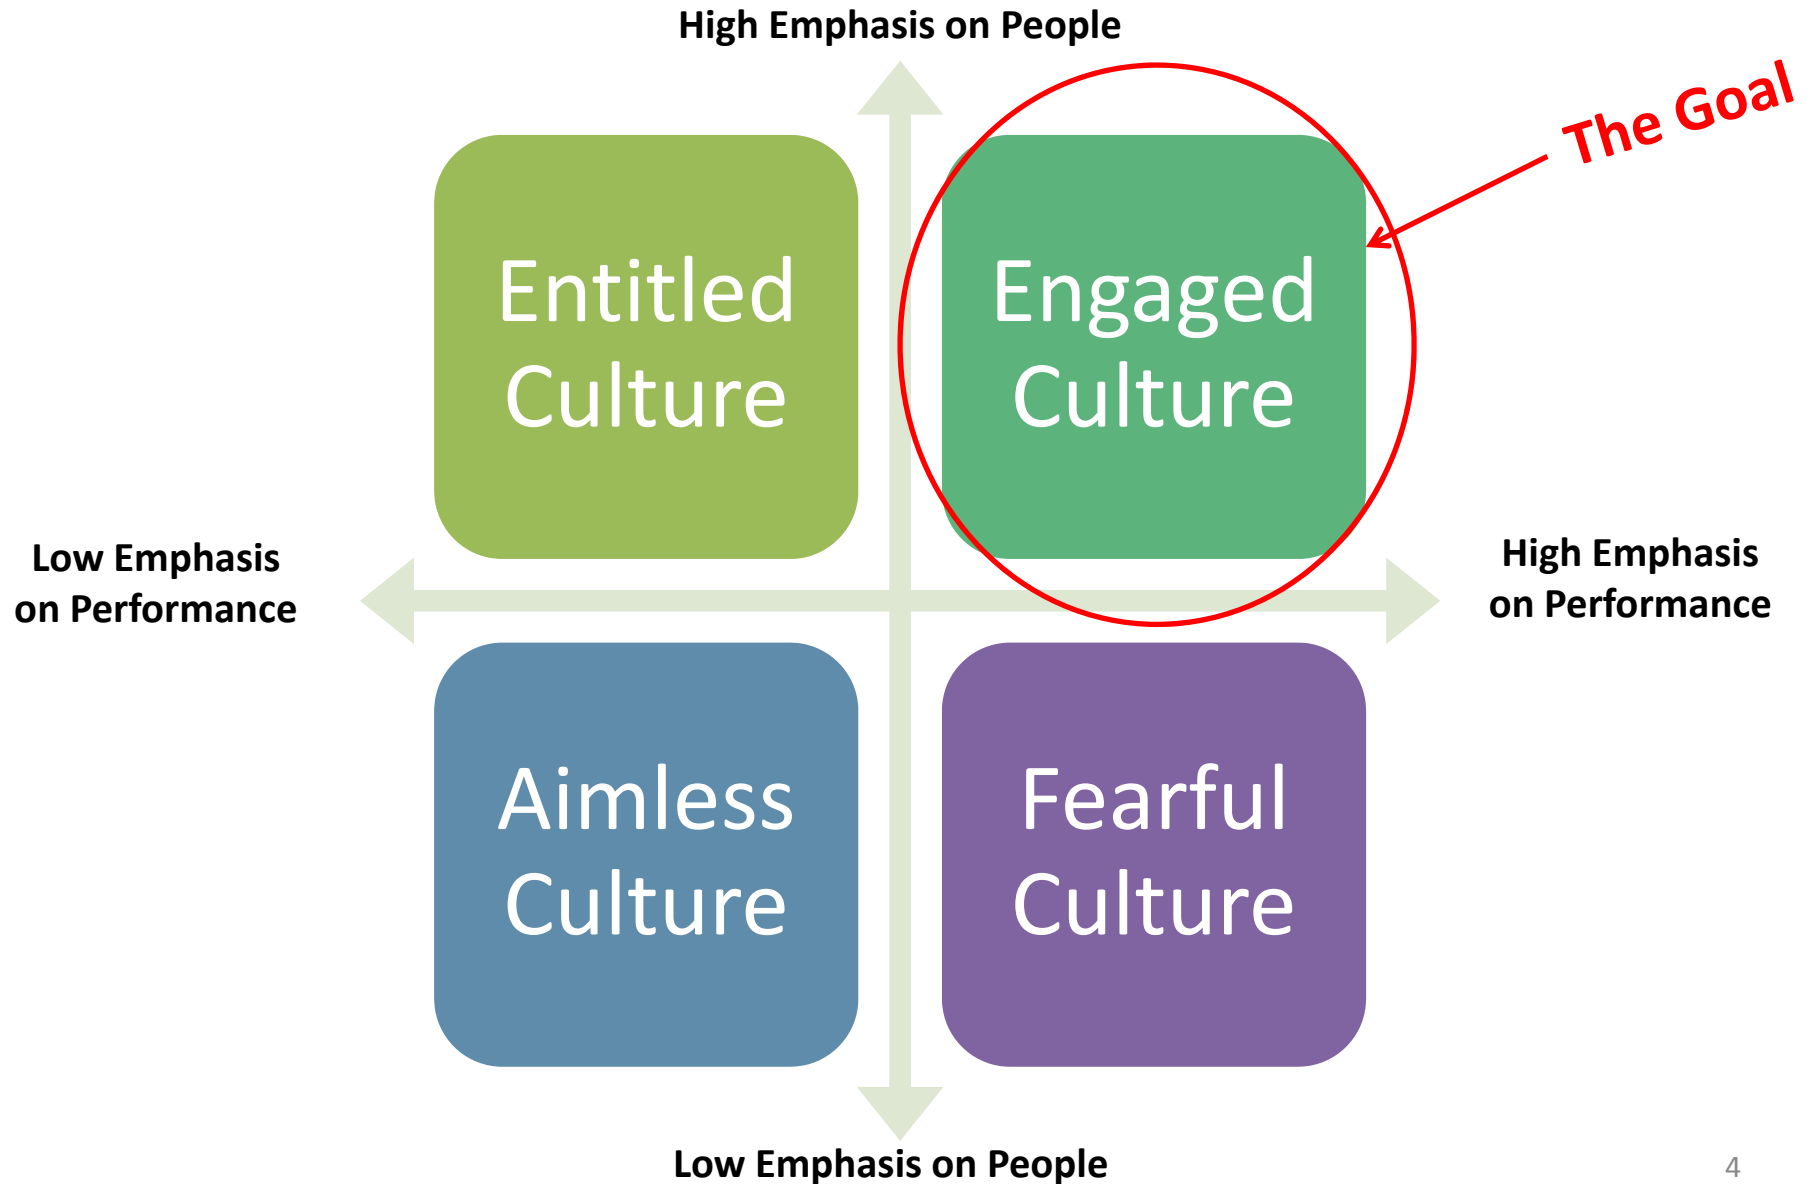 High Emphasis on People
The Goal
Entitled
Culture
Engaged
Culture
Low Emphasis
on Performance
High Emphasis
on Performance
Aimless
Culture
Fearful
Culture
Low Emphasis on People
4